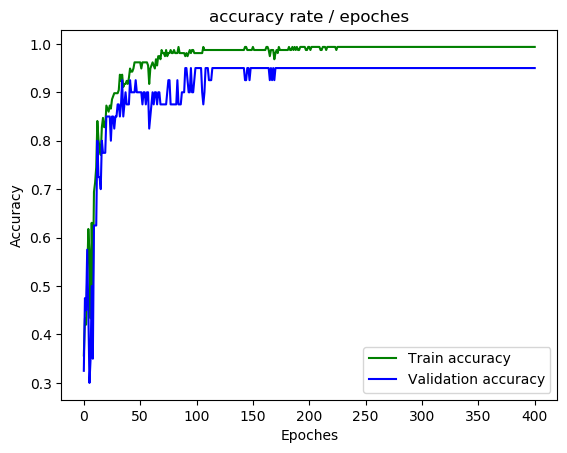 accuracy rate / epoches
1.0
0.9
0.8
0.7
0.6
0.5
0.4
0.3
Accuracy
0 50 100 150 200 250 300 350 400
Epoches
Train accuracy
Validation accuracy